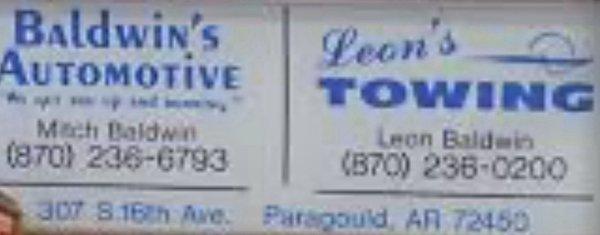 Baldwin's
Automotive
Mitch Baldwin
(870) 236-6793
Leon's
TOWING
Leon Baldwin
(870) 236-0200
307 S 16th Ave. Paragould, AR 72450